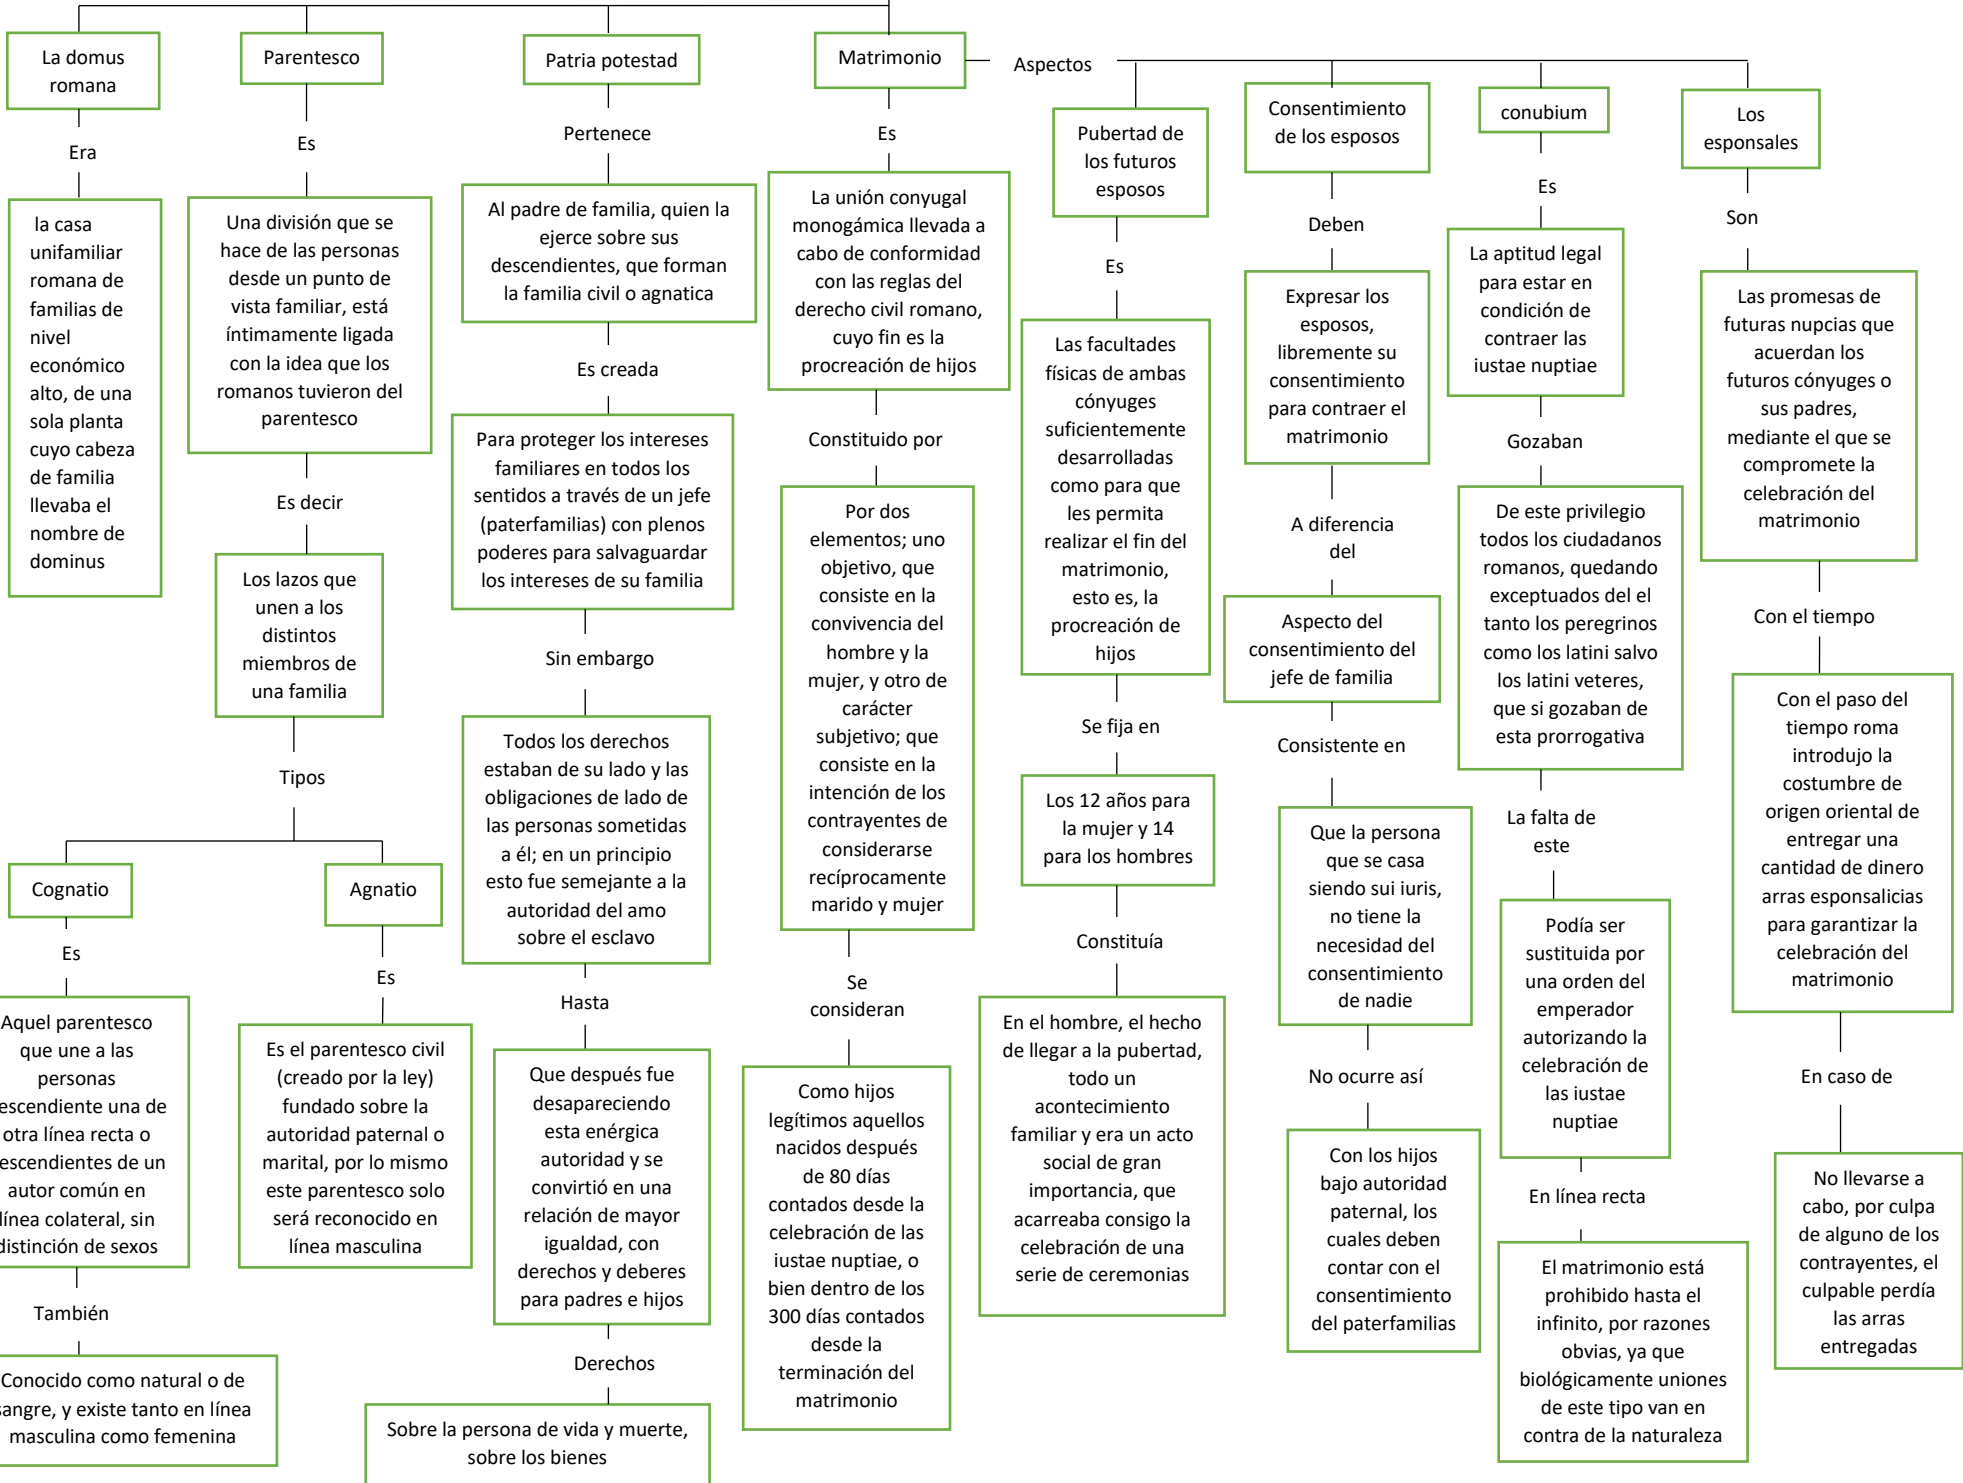 La domus
romana
Era
la casa
unifamiliar
romana de
familias de
nivel
económico
alto, de una
sola planta
cuyo cabeza
de familia
llevaba el
nombre de
dominus
Parentesco
Es
Una división que se
hace de las personas
desde un punto de
vista familiar, está
íntimamente ligada
con la idea que los
romanos tuvieron del
parentesco
Es decir
Los lazos que
unen a los
distintos
miembros de
una familia
Tipos
Cognatio
Es
Aquel parentesco
que une a las
personas
escendiente una de
otra línea recta o
escendientes de un
autor común en
línea colateral, sin
distinción de sexos
También
Conocido como natural o de
sangre, y existe tanto en línea
masculina como femenina
Agnatio
Es
Es el parentesco civil
(creado por la ley)
fundado sobre la
autoridad paternal o
marital, por lo mismo
este parentesco solo
será reconocido en
línea masculina
Patria potestad
Pertenece
Al padre de familia, quien la
ejerce sobre sus
descendientes, que forman
la familia civil o agnatica
Es creada
Para proteger los intereses
familiares en todos los
sentidos a través de un jefe
(paterfamilias) con plenos
poderes para salvaguardar
los intereses de su familia
Sin embargo
Todos los derechos
estaban de su lado y las
obligaciones de lado de
las personas sometidas
a él; en un principio
esto fue semejante a la
autoridad del amo
sobre el esclavo
Hasta
Que después fue
desapareciendo
esta enérgica
autoridad y se
convirtió en una
relación de mayor
igualdad, con
derechos y deberes
para padres e hijos
Derechos
Sobre la persona de vida y muerte,
sobre los bienes
Matrimonio
Es
La unión conyugal
monogámica llevada a
cabo de conformidad
con las reglas del
derecho civil romano,
cuyo fin es la
procreación de hijos
Constituido por
Por dos
elementos; uno
objetivo, que
consiste en la
convivencia del
hombre y la
mujer, y otro de
carácter
subjetivo; que
consiste en la
intención de los
contrayentes de
considerarse
recíprocamente
marido y mujer
Se
consideran
Como hijos
legítimos aquellos
nacidos después
de 80 días
contados desde la
celebración de las
iustae nuptiae, o
bien dentro de los
300 días contados
desde la
terminación del
matrimonio
Aspectos
Pubertad de
los futuros
esposos
Es
Las facultades
físicas de ambas
cónyuges
suficientemente
desarrolladas
como para que
les permita
realizar el fin del
matrimonio,
esto es, la
procreación de
hijos
Se fija en
Los 12 años para
la mujer y 14
para los hombres
Constituía
En el hombre, el hecho
de llegar a la pubertad,
todo un
acontecimiento
familiar y era un acto
social de gran
importancia, que
acarreaba consigo la
celebración de una
serie de ceremonias
Consentimiento
de los esposos
Deben
Expresar los
esposos,
libremente su
consentimiento
para contraer el
matrimonio
A diferencia
del
Aspecto del
consentimiento del
jefe de familia
Consistente en
Que la persona
que se casa
siendo sui iuris,
no tiene la
necesidad del
consentimiento
de nadie
No ocurre así
Con los hijos
bajo autoridad
paternal, los
cuales deben
contar con el
consentimiento
del paterfamilias
conubium
Es
La aptitud legal
para estar en
condición de
contraer las
iustae nuptiae
Gozaban
De este privilegio
todos los ciudadanos
romanos, quedando
exceptuados del el
tanto los peregrinos
como los latini salvo
los latini veteres,
que si gozaban de
esta prorrogativa
La falta de
este
Podía ser
sustituida por
una orden del
emperador
autorizando la
celebración de
las iustae
nuptiae
En línea recta
El matrimonio está
prohibido hasta el
infinito, por razones
obvias, ya que
biológicamente uniones
de este tipo van en
contra de la naturaleza
Los
esponsales
Son
Las promesas de
futuras nupcias que
acuerdan los
futuros cónyuges o
sus padres,
mediante el que se
compromete la
celebración del
matrimonio
Con el tiempo
Con el paso del
tiempo roma
introdujo la
costumbre de
origen oriental de
entregar una
cantidad de dinero
arras esponsalicias
para garantizar la
celebración del
matrimonio
En caso de
No llevarse a
cabo, por culpa
de alguno de los
contrayentes, el
culpable perdía
las arras
entregadas